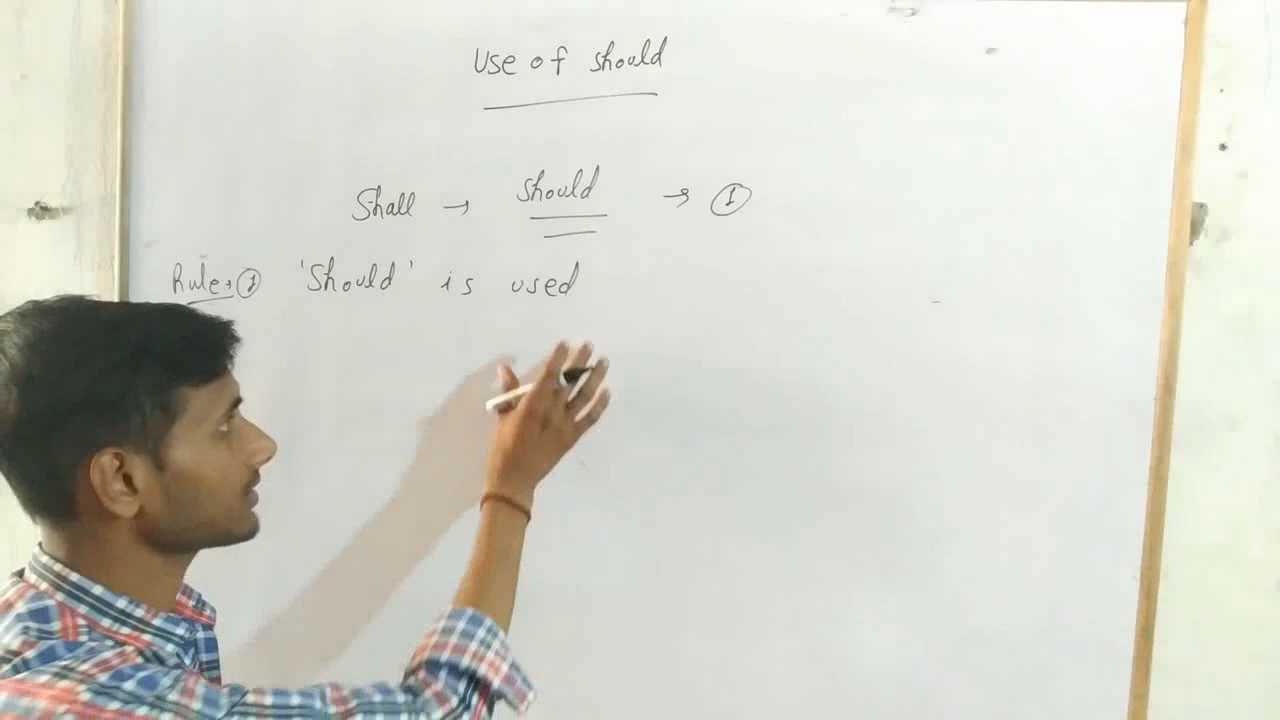 Use of should
Shall → should → ①
Rule → ① 'Should' is used